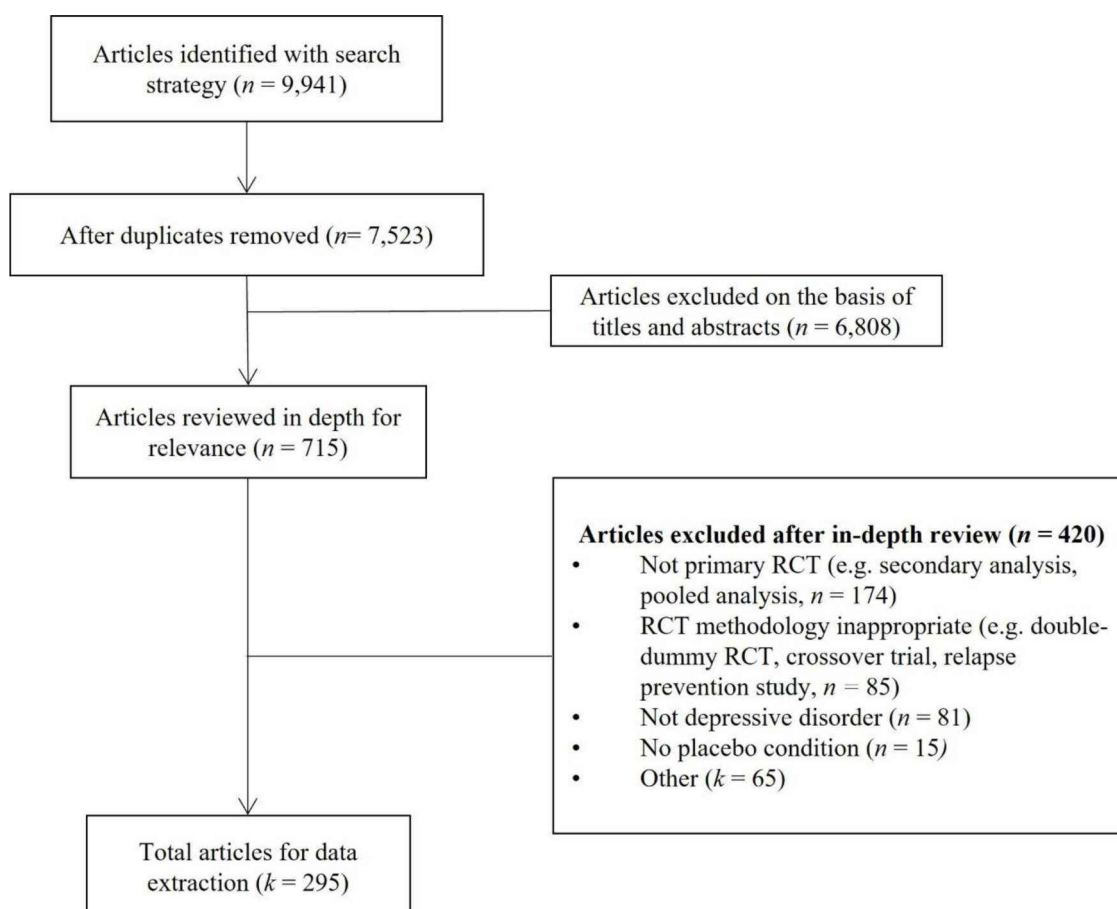 Articles identified with search
strategy (n = 9,941)
After duplicates removed (n= 7,523)
Articles excluded on the basis of
titles and abstracts (n = 6,808)
Articles reviewed in depth for
relevance (n = 715)
Articles excluded after in-depth review (n = 420)
• Not primary RCT (e.g. secondary analysis,
pooled analysis, n = 174)
• RCT methodology inappropriate (e.g. double-
dummy RCT, crossover trial, relapse
prevention study, n = 85)
• Not depressive disorder (n = 81)
• No placebo condition (n = 15)
• Other (k = 65)
Total articles for data
extraction (k = 295)